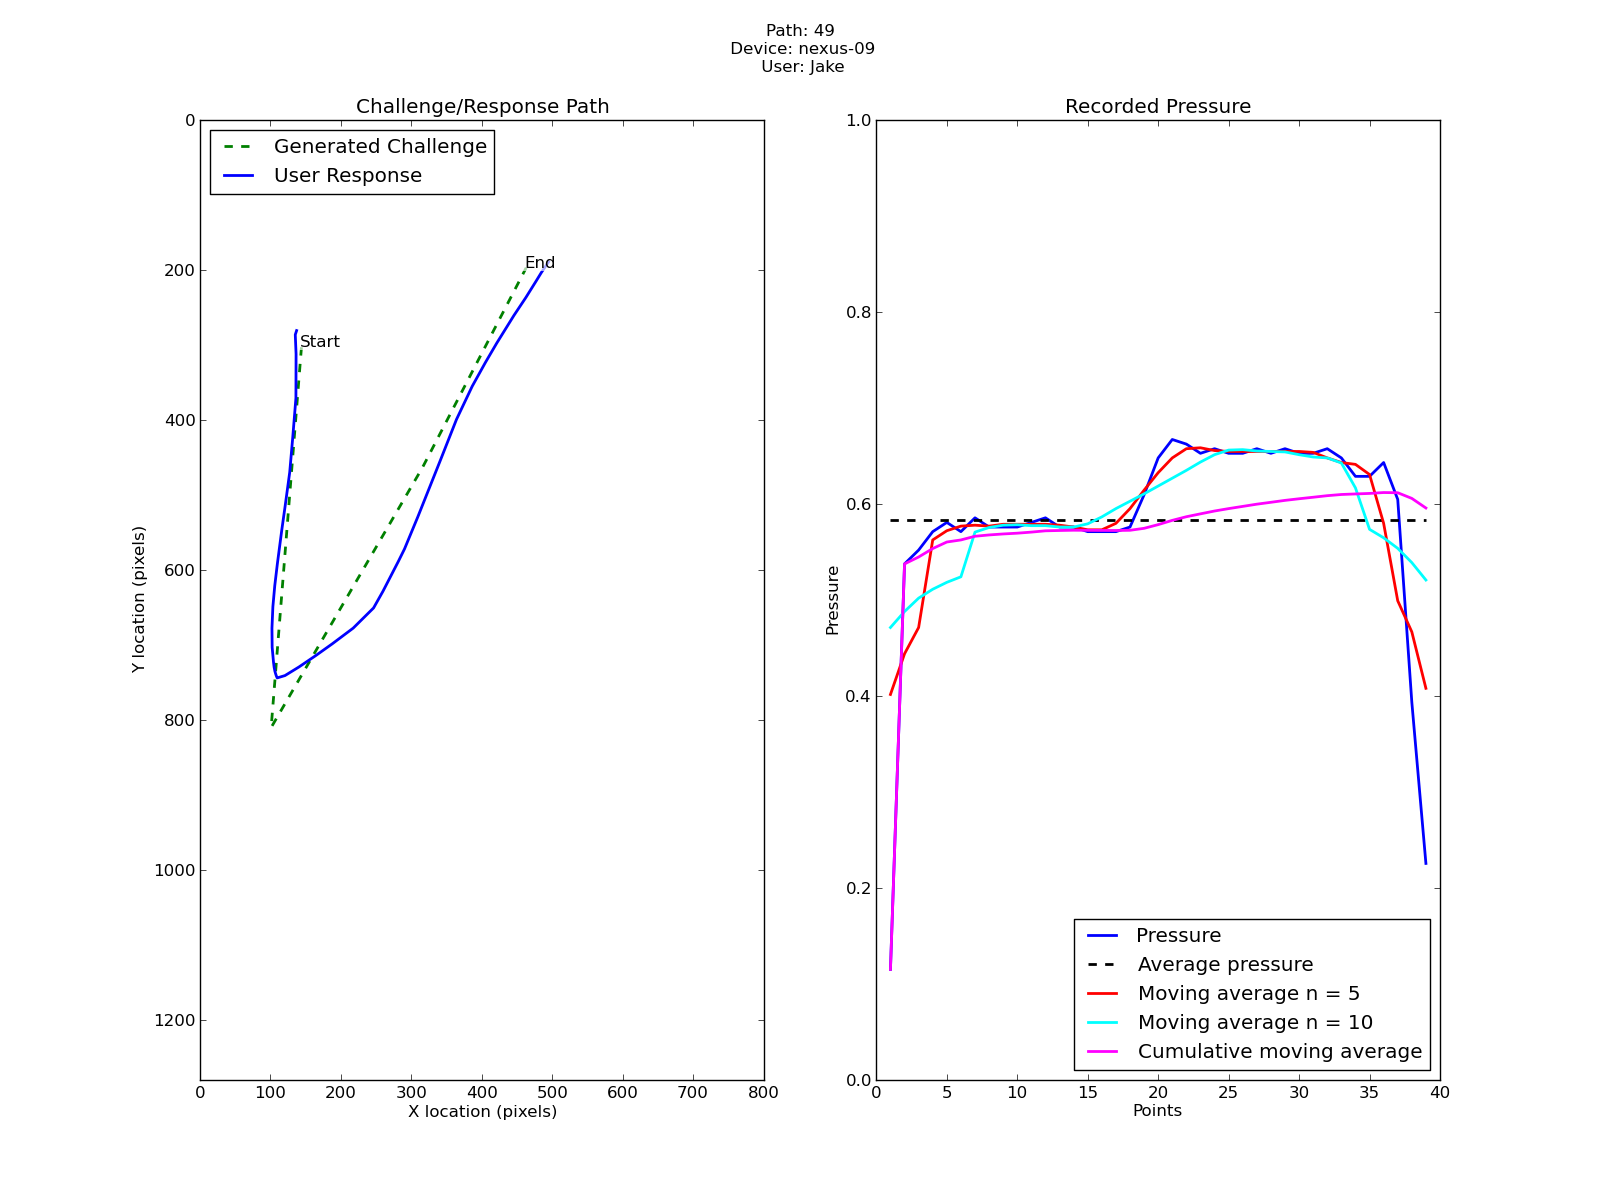 Path: 49
Device: nexus-09
User: Jake
Challenge/Response Path
0
200
400
600
800
1000
1200
Y location (pixels)
Generated Challenge
User Response
End
Start
0 100 200 300 400 500 600 700 800
X location (pixels)
Recorded Pressure
1.0
0.8
0.6
0.4
0.2
0.0
Pressure
Pressure
Average pressure
Moving average n = 5
Moving average n = 10
Cumulative moving average
0 5 10 15 20 25 30 35 40
Points